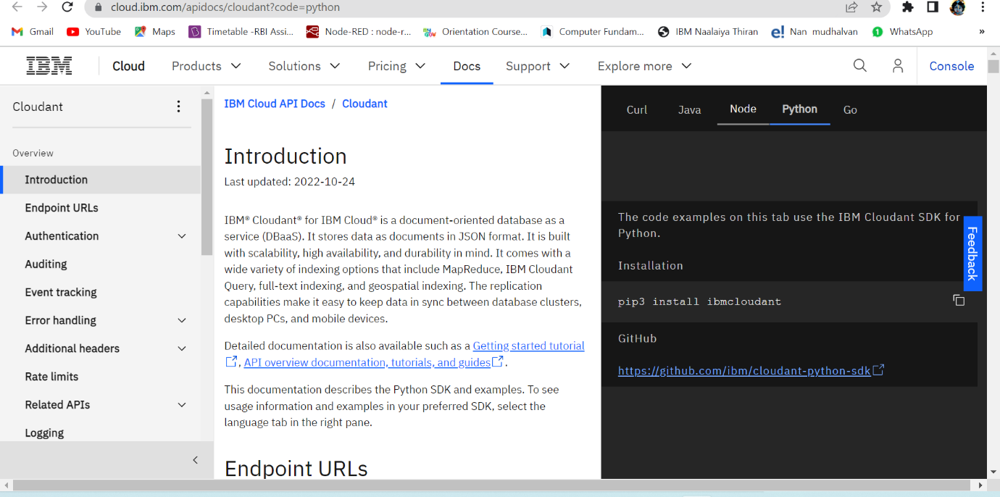 cloud.ibm.com/apidocs/cloudant?code=python
Gmail
YouTube
Maps
Timetable -RBI Assi...
Node-RED : node-r...
Orientation Course...
Computer Fundam...
IBM Naalaiya Thiran
Nan mudhalvan
WhatsApp
»
IBM
Cloud
Products
Solutions
Pricing
Docs
Support
Explore more
Console
Cloudant
Overview
Introduction
Endpoint URLs
Authentication
Auditing
Event tracking
Error handling
Additional headers
Rate limits
Related APIs
Logging
IBM Cloud API Docs / Cloudant
Introduction
Last updated: 2022-10-24
IBM® Cloudant® for IBM Cloud® is a document-oriented database as a
service (DBaaS). It stores data as documents in JSON format. It is built
with scalability, high availability, and durability in mind. It comes with a
wide variety of indexing options that include MapReduce, IBM Cloudant
Query, full-text indexing, and geospatial indexing. The replication
capabilities make it easy to keep data in sync between database clusters,
desktop PCs, and mobile devices.
Detailed documentation is also available such as a Getting started tutorial
, API overview documentation, tutorials, and guides .
This documentation describes the Python SDK and examples. To see
usage information and examples in your preferred SDK, select the
language tab in the right pane.
Endpoint URLs
Curl
Java
Node
Python
Go
The code examples on this tab use the IBM Cloudant SDK for
Python.
Installation
pip3 install ibmcloudant
GitHub
https://github.com/ibm/cloudant-python-sdk
Feedback